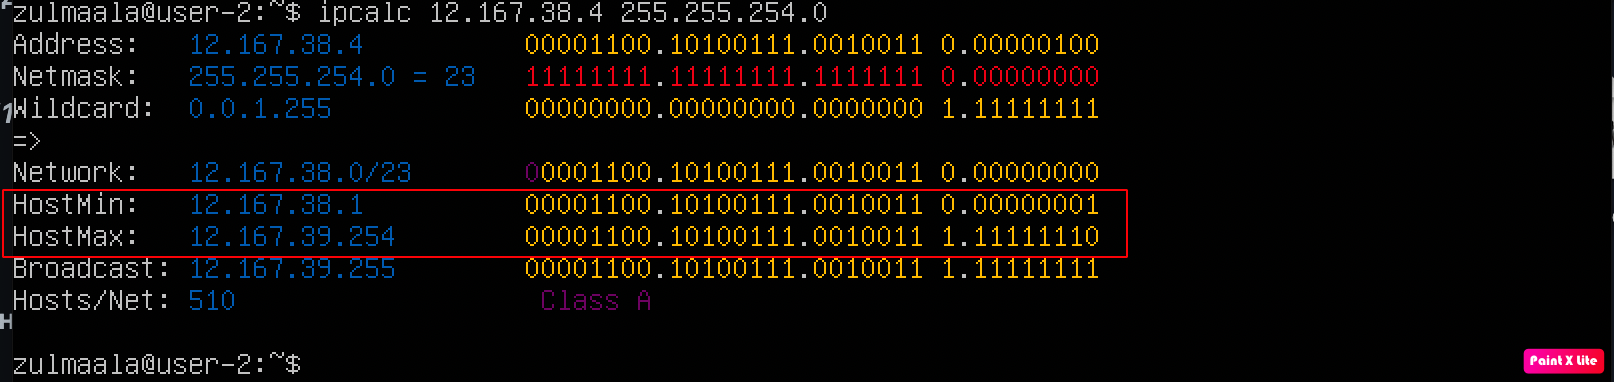 zulmaala@user-2:~$ ipcalc 12.167.38.4 255.255.254.0
Address:   12.167.38.4          00001100.10100111.0010011 0.00000100
Netmask:   255.255.254.0 = 23   11111111.11111111.1111111 0.00000000
Wildcard:  0.0.1.255            00000000.00000000.0000000 1.11111111
=>
Network:   12.167.38.0/23       00001100.10100111.0010011 0.00000000
HostMin:   12.167.38.1          00001100.10100111.0010011 0.00000001
HostMax:   12.167.39.254        00001100.10100111.0010011 1.11111110
Broadcast: 12.167.39.255        00001100.10100111.0010011 1.11111111
Hosts/Net: 510                   Class A
zulmaala@user-2:~$
Paint X Lite